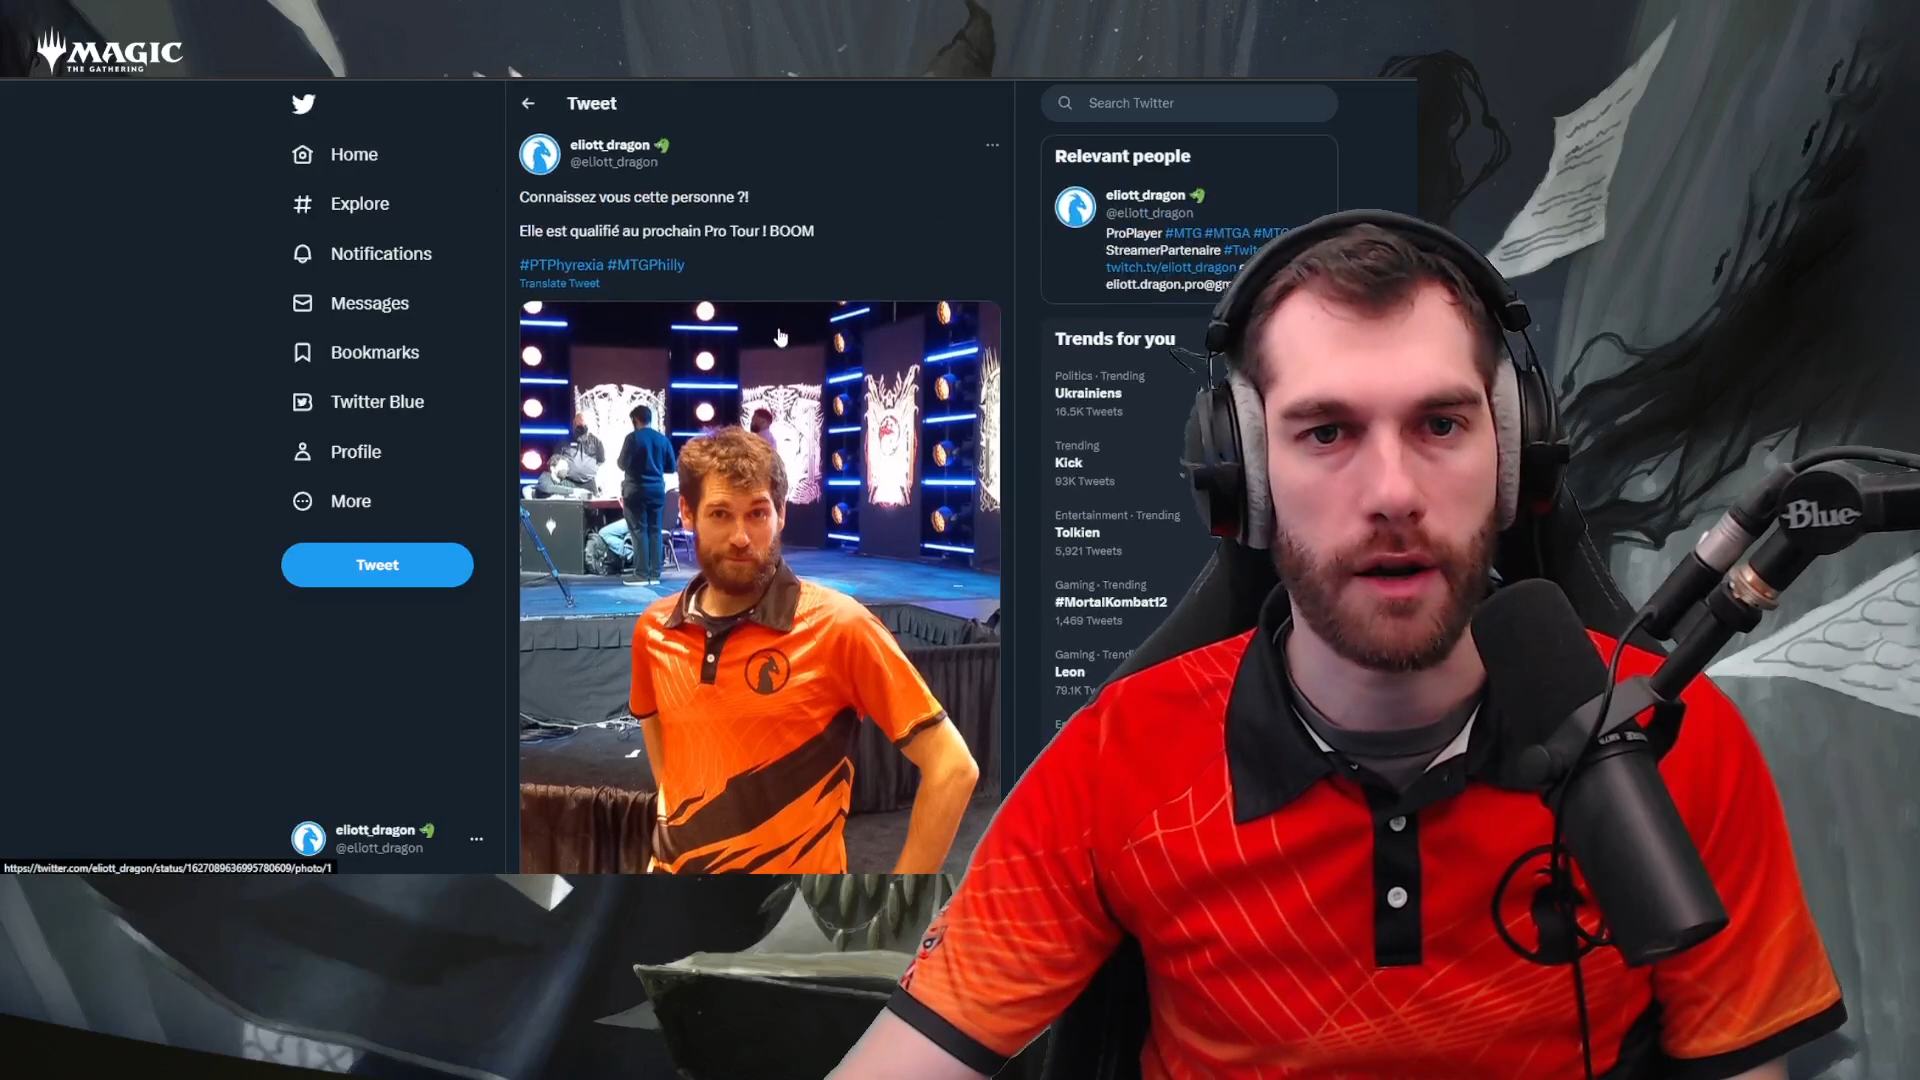 MAGIC
THE GATHERING
Home
Explore
Notifications
Messages
Bookmarks
Twitter Blue
Profile
More
Tweet
eliott_dragon
@eliott_dragon
https://twitter.com/eliott_dragon/status/1627089636995780609/photo/1
Tweet
eliott_dragon
@eliott_dragon
Connaissez vous cette personne ?!
Elle est qualifié au prochain Pro Tour ! BOOM
#PTPhyrexia #MTGPhilly
Translate Tweet
Search Twitter
Relevant people
eliott_dragon
@eliott_dragon
ProPlayer #MTG #MTGA
StreamerPartenaire
twitch.tv/eliott_dragon
Trends for you
Politics · Trending
Ukrainiens
16.5K Tweets
Trending
Kick
93K Tweets
Entertainment · Trending
Tolkien
5,921 Tweets
Gaming · Trending
#MortalKombat12
1,469 Tweets
Gaming ·
Leon
79.1K
Blue